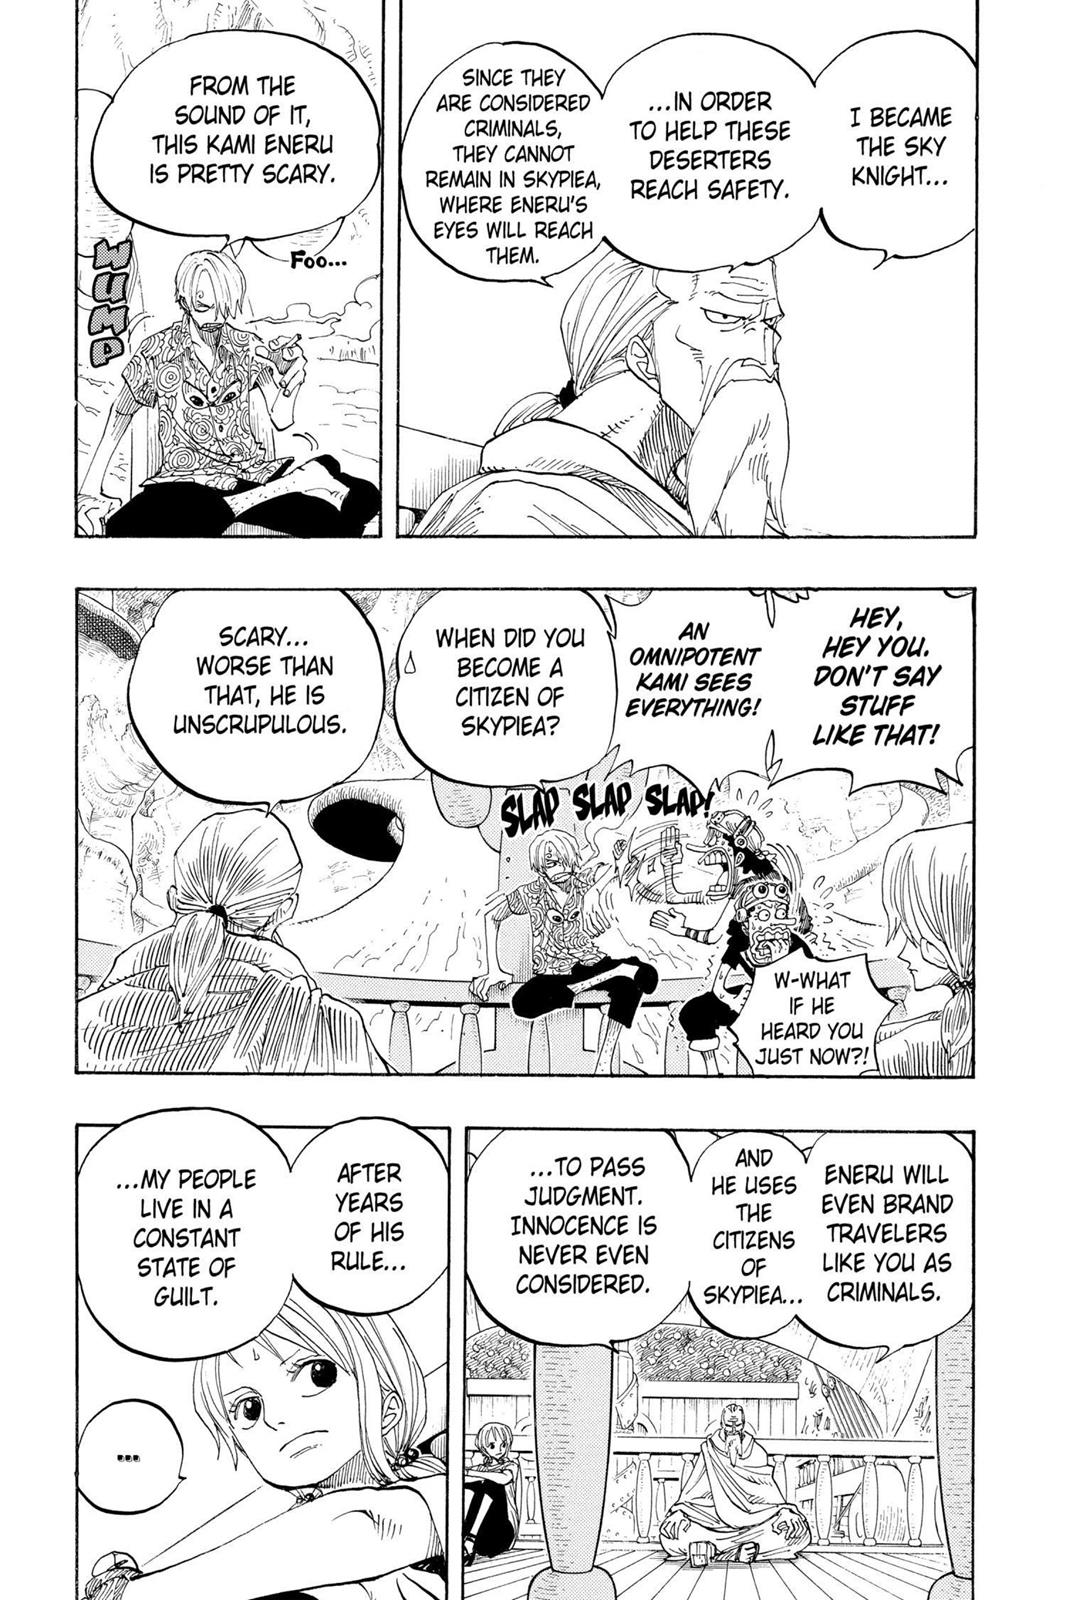 I BECAME
THE SKY
KNIGHT...
...IN ORDER
TO HELP THESE
DESERTERS
REACH SAFETY.
SINCE THEY
ARE CONSIDERED
CRIMINALS,
THEY CANNOT
REMAIN IN SKYPIEA,
WHERE ENERU'S
EYES WILL REACH
THEM.
FROM THE
SOUND OF IT,
THIS KAMI ENERU
IS PRETTY SCARY.
FOO...
WUMP
HEY,
HEY YOU.
DON'T SAY
STUFF
LIKE THAT!
AN
OMNIPOTENT
KAMI SEES
EVERYTHING!
SLAP SLAP SLAP!
W-WHAT
IF HE
HEARD YOU
JUST NOW?!
WHEN DID YOU
BECOME A
CITIZEN OF
SKYPIEA?
SCARY...
WORSE THAN
THAT, HE IS
UNSCRUPULOUS.
ENERU WILL
EVEN BRAND
TRAVELERS
LIKE YOU AS
CRIMINALS.
AND
HE USES
THE
CITIZENS
OF
SKYPIEA...
...TO PASS
JUDGMENT.
INNOCENCE IS
NEVER EVEN
CONSIDERED.
AFTER
YEARS
OF HIS
RULE...
...MY PEOPLE
LIVE IN A
CONSTANT
STATE OF
GUILT.
...